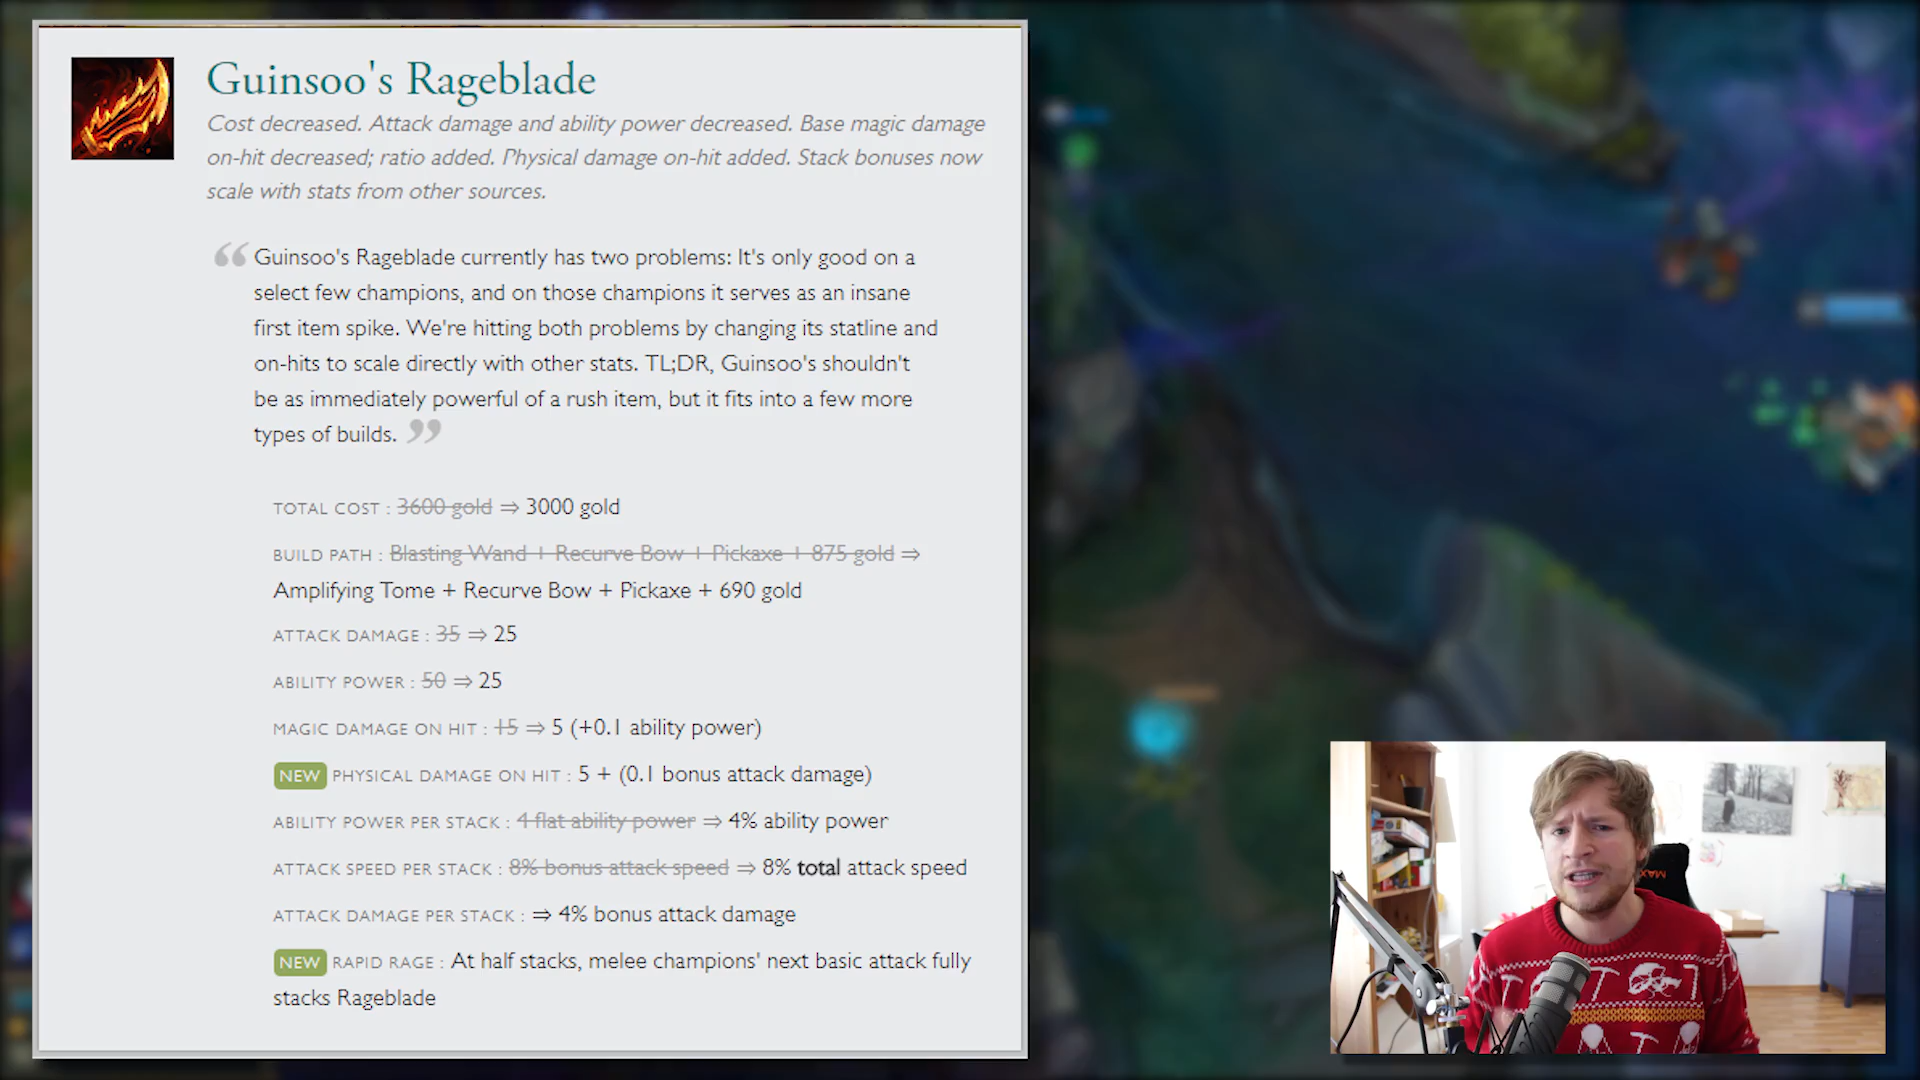 Guinsoo's Rageblade
Cost decreased. Attack damage and ability power decreased. Base magic damage
on-hit decreased; ratio added. Physical damage on-hit added. Stack bonuses now
scale with stats from other sources.
“ Guinsoo's Rageblade currently has two problems: It's only good on a
select few champions, and on those champions it serves as an insane
first item spike. We're hitting both problems by changing its statline and
on-hits to scale directly with other stats. TL;DR, Guinsoo's shouldn't
be as immediately powerful of a rush item, but it fits into a few more
types of builds. ”
TOTAL COST : 3600 gold ⇒ 3000 gold
BUILD PATH : Blasting Wand + Recurve Bow + Pickaxe + 875 gold ⇒
Amplifying Tome + Recurve Bow + Pickaxe + 690 gold
ATTACK DAMAGE : 35 ⇒ 25
ABILITY POWER : 50 ⇒ 25
MAGIC DAMAGE ON HIT : 15 ⇒ 5 (+0.1 ability power)
NEW PHYSICAL DAMAGE ON HIT : 5 + (0.1 bonus attack damage)
ABILITY POWER PER STACK : 4 flat ability power ⇒ 4% ability power
ATTACK SPEED PER STACK : 8% bonus attack speed ⇒ 8% total attack speed
ATTACK DAMAGE PER STACK : ⇒ 4% bonus attack damage
NEW RAPID RAGE : At half stacks, melee champions' next basic attack fully
stacks Rageblade